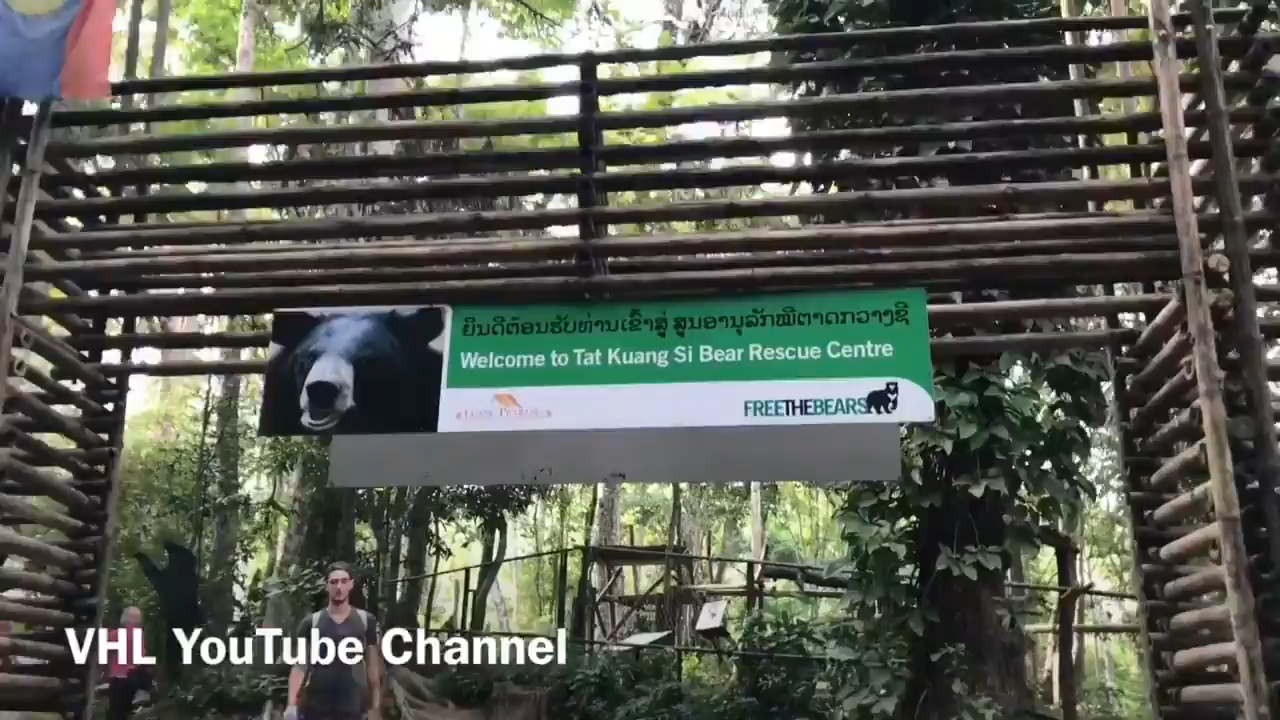 ຍິນດີຕ້ອນຮັບທ່ານເຂົ້າສູ່ ສູນອານຸລັກໝີຕາດກວາງຊີ
Welcome to Tat Kuang Si Bear Rescue Centre
FREETHEBEARS
VHL YouTube Channel